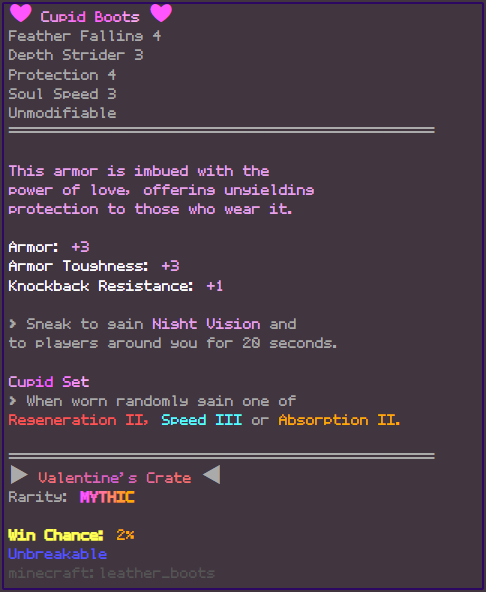 ♥ Cupid Boots ♥
Feather Falling 4
Depth Strider 3
Protection 4
Soul Speed 3
Unmodifiable
This armor is imbued with the
power of love, offering unyielding
protection to those who wear it.
Armor: +3
Armor Toughness: +3
Knockback Resistance: +1
> Sneak to gain Night Vision and
to players around you for 20 seconds.
Cupid Set
> When worn randomly gain one of
Regeneration II, Speed III or Absorption II.
▶ Valentine's Crate ◀
Rarity: MYTHIC
Win Chance: 2%
Unbreakable
minecraft:leather_boots